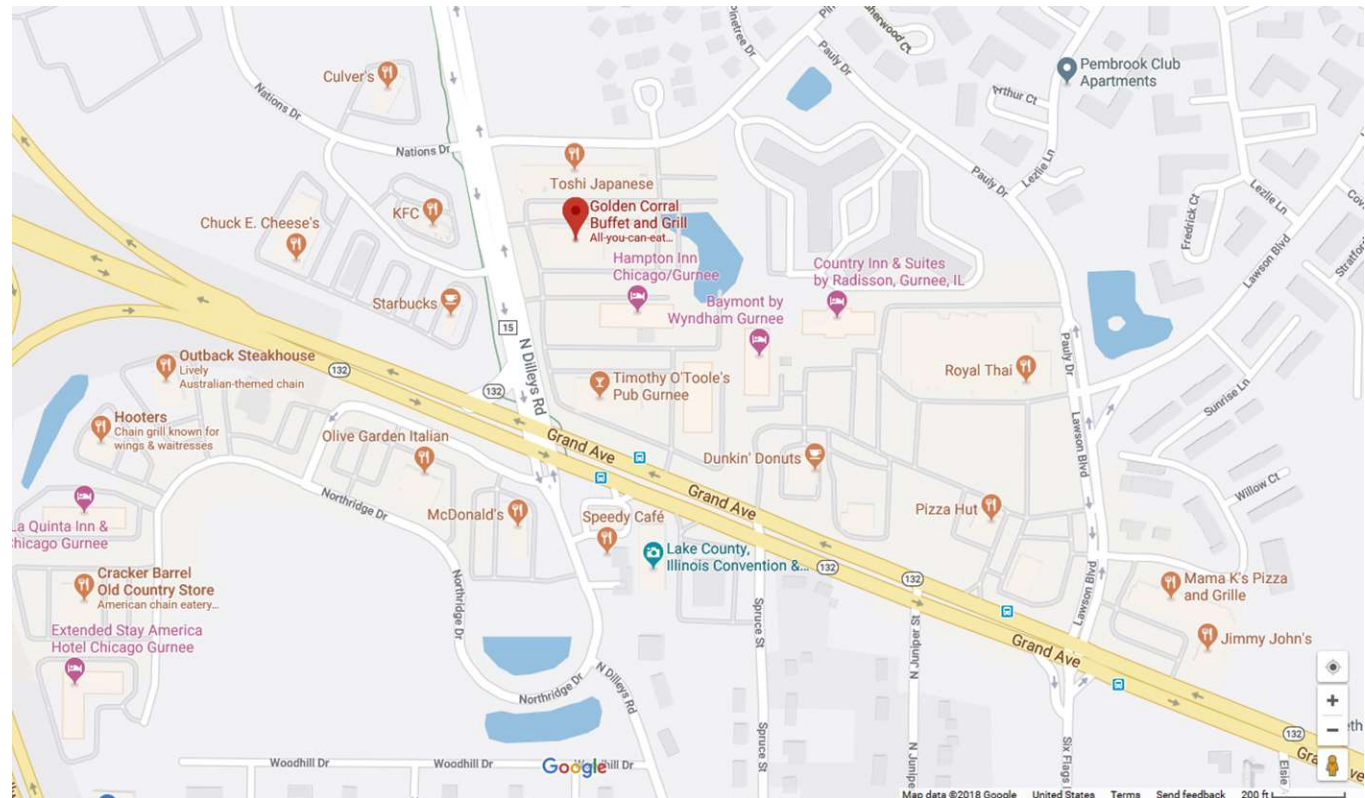 Pinetree Dr
Sherwood Ct
Pauly Dr
Culver's
Pembrook Club
Apartments
Arthur Ct
Nations Dr
Nations Dr
Toshi Japanese
Pauly Dr
Lezlie Ln
Lezlie Ln
Golden Corral
Buffet and Grill
All-you-can-eat...
KFC
Chuck E. Cheese's
Fredrick Ct
Lawson Blvd
Hampton Inn
Chicago/Gurnee
Country Inn & Suites
by Radisson, Gurnee, IL
Starbucks
Baymont by
Wyndham Gurnee
15
N Dilleys Rd
Pauly Dr
Outback Steakhouse
Lively
Australian-themed chain
132
132
Timothy O'Toole's
Pub Gurnee
Royal Thai
Sunrise Ln
Hooters
Chain grill known for
wings & waitresses
Olive Garden Italian
Grand Ave
Dunkin' Donuts
Lawson Blvd
Grand Ave
Willow Ct
Northridge Dr
McDonald's
Speedy Café
Pizza Hut
La Quinta Inn &
Chicago Gurnee
Lake County,
Illinois Convention &...
132
132
Cracker Barrel
Old Country Store
American chain eatery...
Northridge Dr
Mama K's Pizza
and Grille
Spruce St
Lawson Blvd
Extended Stay America
Hotel Chicago Gurnee
N Juniper St
Grand Ave
Jimmy John's
Northridge Dr
N Dilleys Rd
Spruce St
N Juniper
Six Flags
132
Woodhill Dr
Woodhill Dr
Google
Map data ©2018 Google United States Terms Send feedback 200 ft